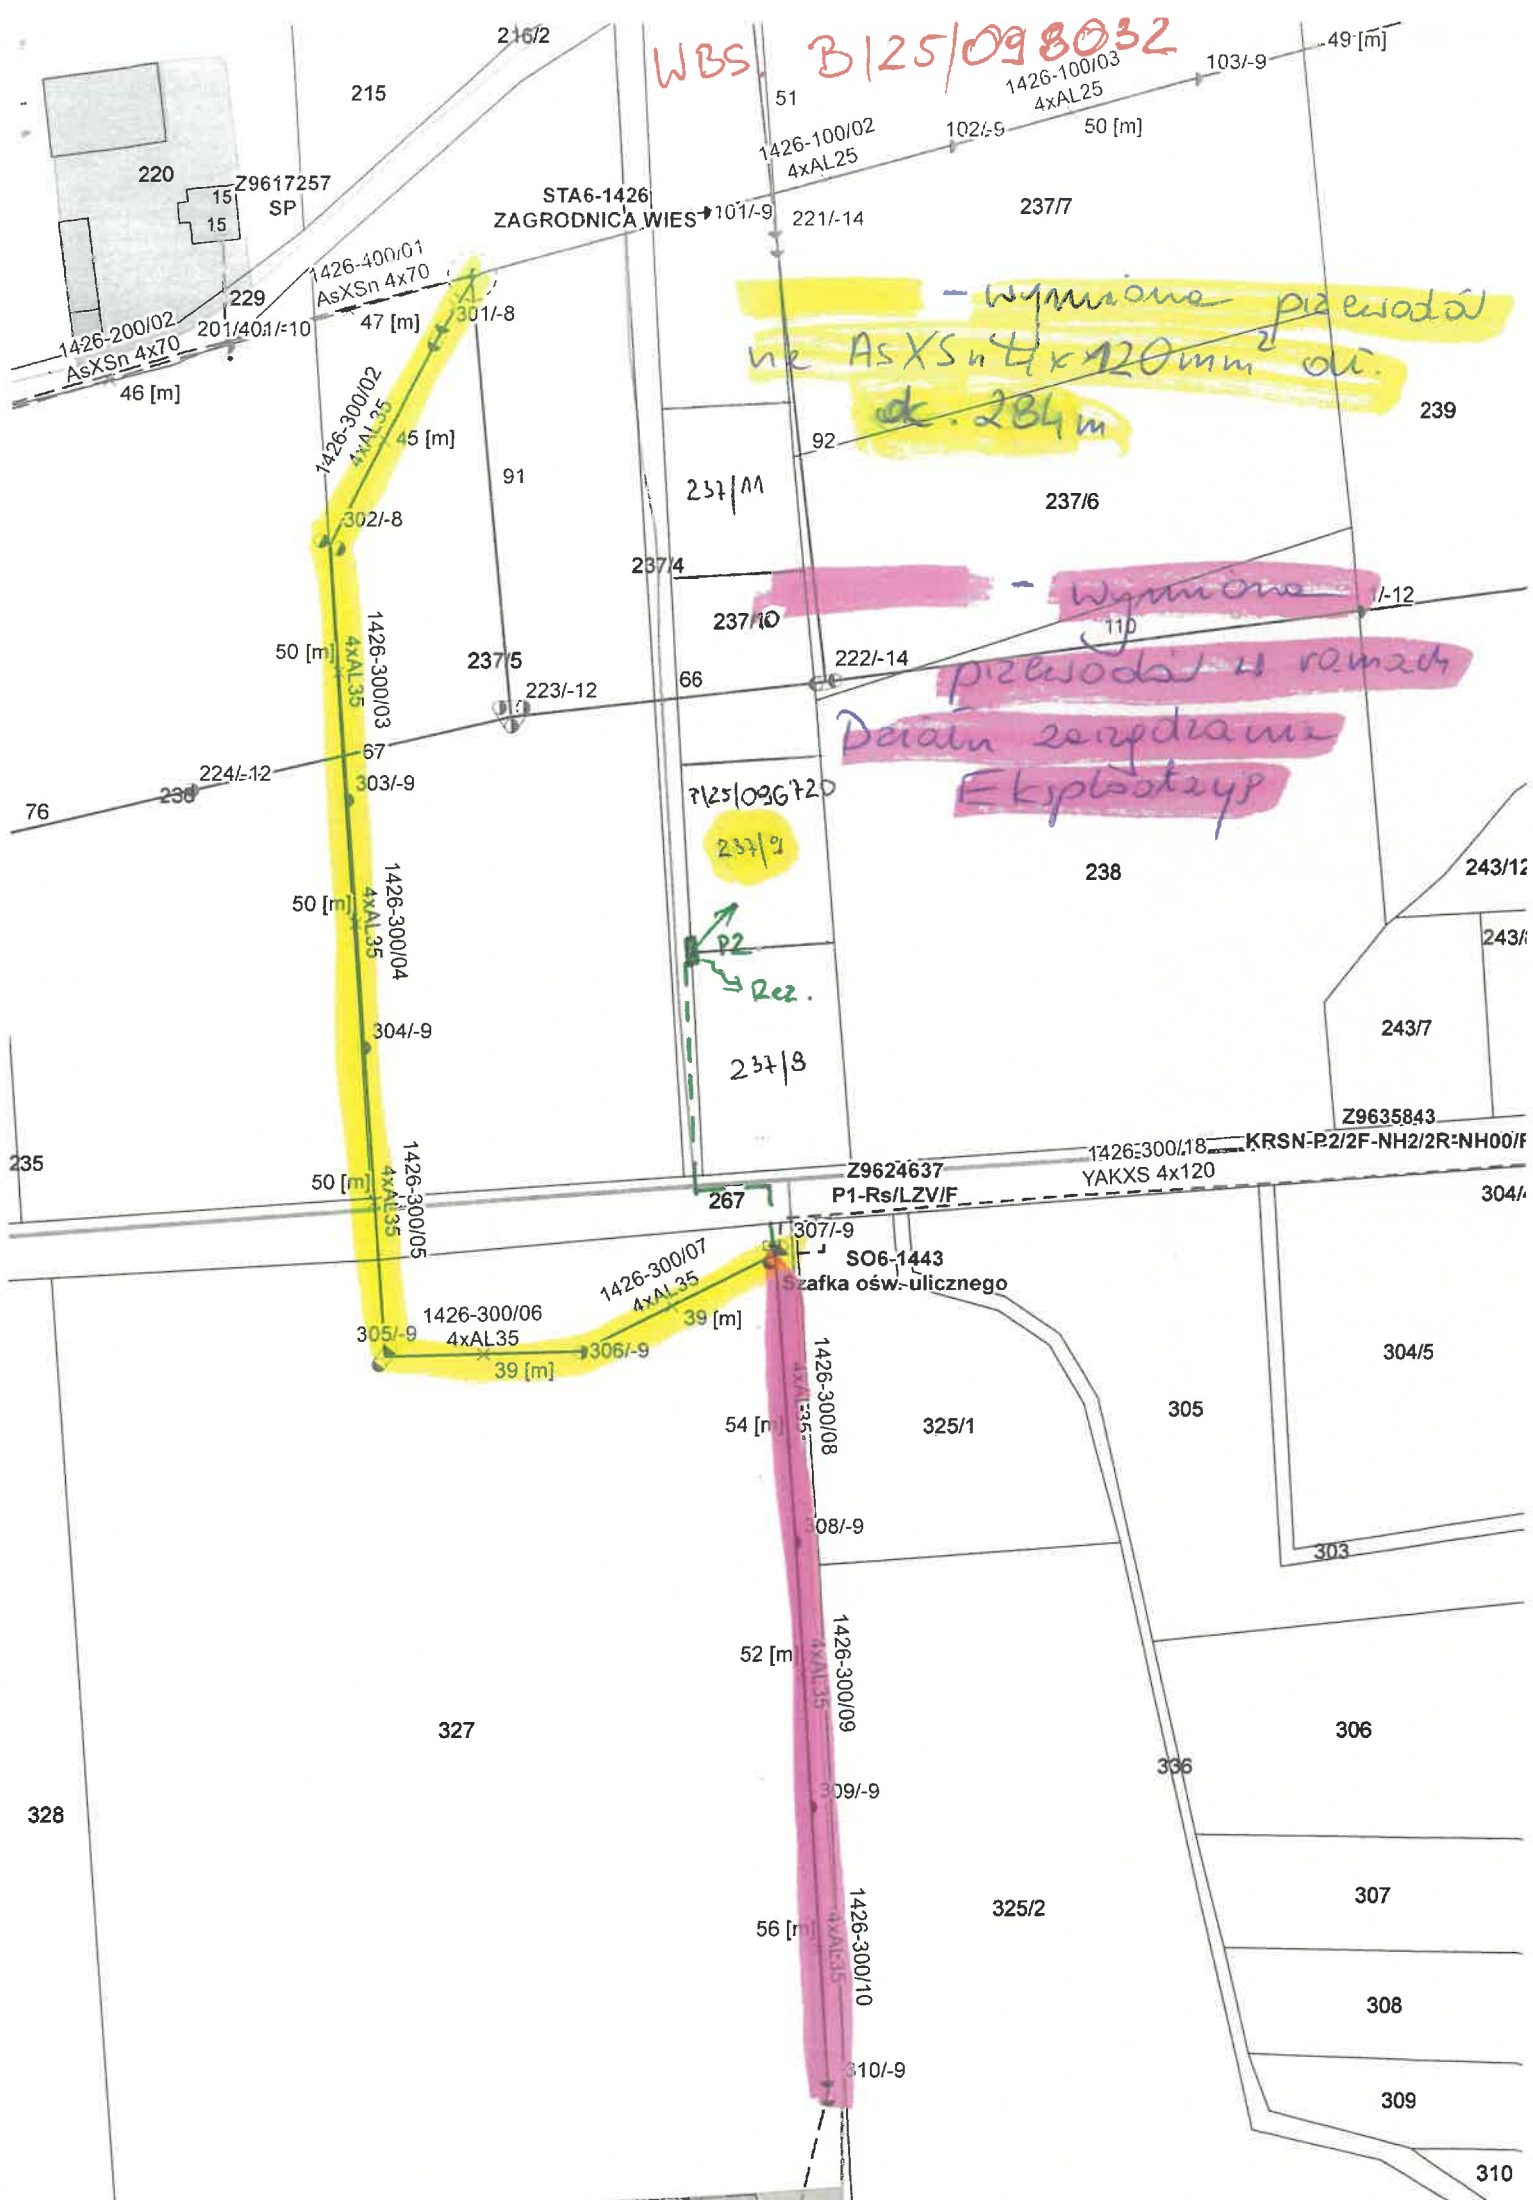 WBS B|25/098032
216/2
49 [m]
215
51
1426-100/03
4xAL25
103/-9
1426-100/02
4xAL25
102/-9
50 [m]
220
15
15
Z9617257
SP
STA6-1426
ZAGRODNICA WIES
101/-9
221/-14
237/7
229
1426-400/01
AsXSn 4x70
47 [m]
301/-8
1426-200/02
AsXSn 4x70
201/401/-10
46 [m]
- wymiana przewodów
na AsXSn 4x120mm² dł.
ok. 284m
239
1426-300/02
4xAL35
45 [m]
91
92
302/-8
237/11
237/6
237/4
237/10
- wymiana
przewodów w ramach
Działu zarządzania
Eksploatacją
1/-12
110
1426-300/03
4xAL35
50 [m]
237/5
223/-12
66
222/-14
67
303/-9
224/-12
236
76
P/25/096720
237/9
238
243/12
1426-300/04
4xAL35
50 [m]
P2
Rez.
304/-9
237/8
243/7
235
1426-300/05
4xAL35
50 [m]
Z9635843
KRSN-P2/2F-NH2/2R-NH00/F
1426-300/18
YAKXS 4x120
Z9624637
P1-Rs/LZV/F
267
307/-9
SO6-1443
Szafka ośw. ulicznego
1426-300/07
4xAL35
39 [m]
1426-300/06
4xAL35
39 [m]
305/-9
306/-9
304/5
305
325/1
1426-300/08
4xAL35
54 [m]
308/-9
303
1426-300/09
4xAL35
52 [m]
327
306
336
328
309/-9
307
325/2
1426-300/10
4xAL35
56 [m]
308
310/-9
309
310